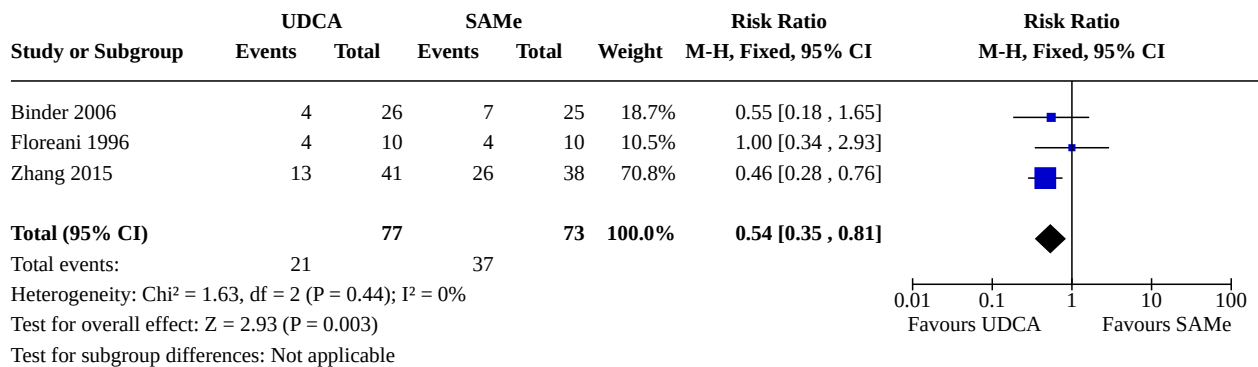 UDCA SAMe Risk Ratio Risk Ratio
Study or Subgroup Events Total Events Total Weight M-H, Fixed, 95% CI M-H, Fixed, 95% CI
Binder 2006 4 26 7 25 18.7% 0.55 [0.18 , 1.65]
Floreani 1996 4 10 4 10 10.5% 1.00 [0.34 , 2.93]
Zhang 2015 13 41 26 38 70.8% 0.46 [0.28 , 0.76]
Total (95% CI) 77 73 100.0% 0.54 [0.35 , 0.81]
Total events: 21 37
Heterogeneity: Chi² = 1.63, df = 2 (P = 0.44); I² = 0%
0.01 0.1 1 10 100
Test for overall effect: Z = 2.93 (P = 0.003) Favours UDCA Favours SAMe
Test for subgroup differences: Not applicable